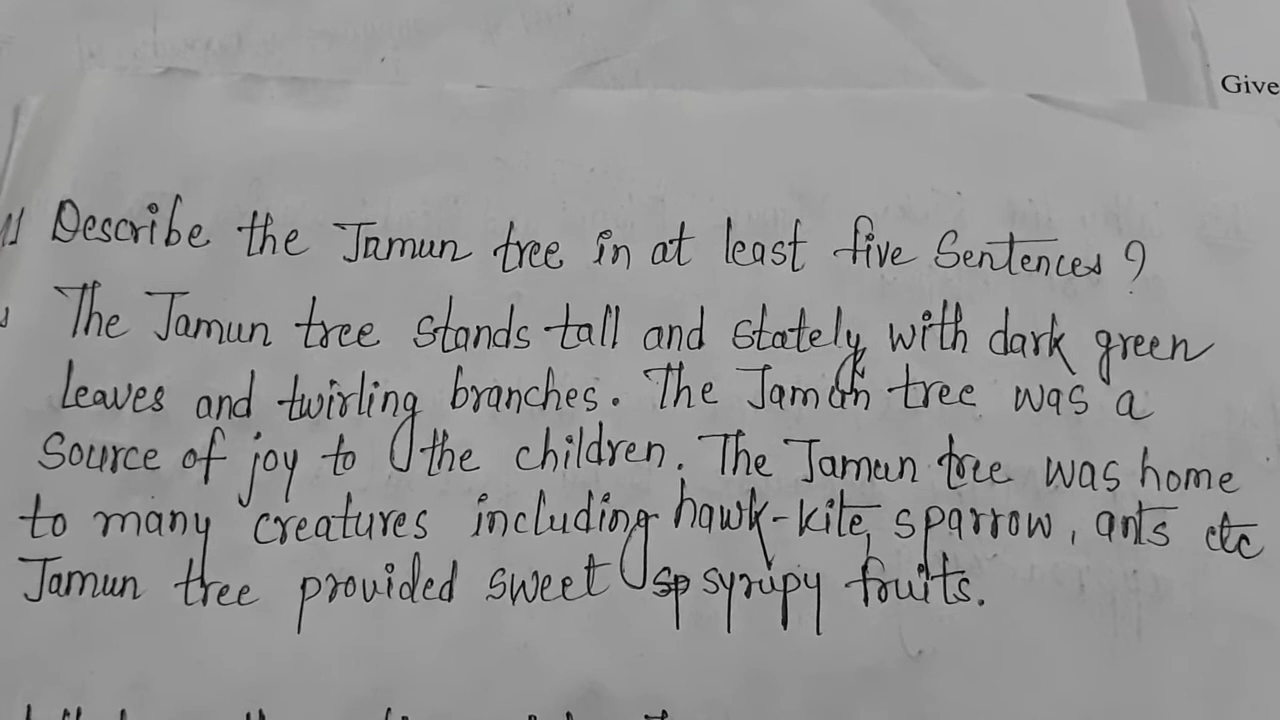 Give
Describe the Jamun tree in at least five Sentences ?
The Jamun tree stands tall and stately with dark green
leaves and twirling branches. The Jamun tree was a
Source of joy to the children. The Jamun tree was home
to many creatures including hawk-kite, sparrow, ants etc
Jamun tree provided sweet sp syrupy fruits.